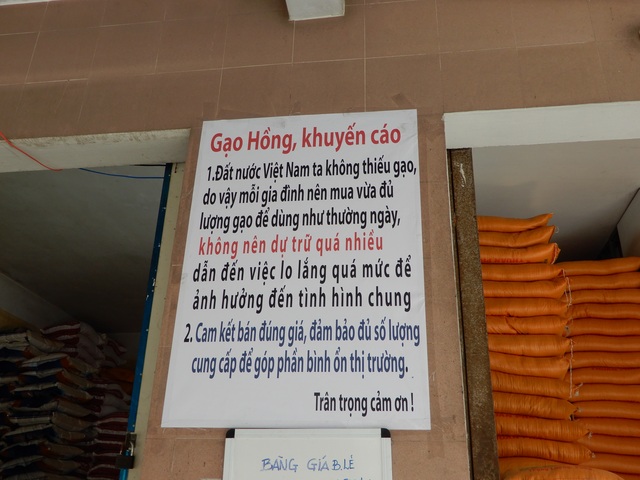 Gạo Hồng, khuyến cáo
1.Đất nước Việt Nam ta không thiếu gạo,
do vậy mỗi gia đình nên mua vừa đủ
lượng gạo để dùng như thường ngày,
không nên dự trữ quá nhiều
dẫn đến việc lo lắng quá mức để
ảnh hưởng đến tình hình chung
2. Cam kết bán đúng giá, đảm bảo đủ số lượng
cung cấp để góp phần bình ổn thị trường.
Trân trọng cảm ơn !
BẢNG GIÁ B.LẺ